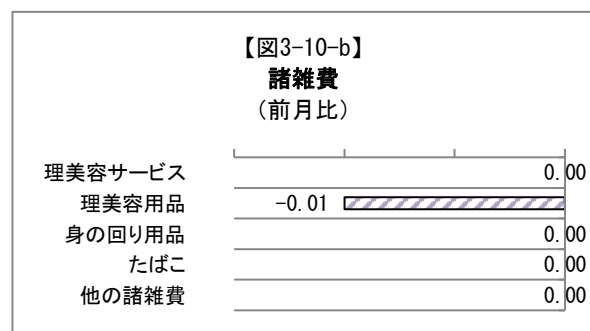 【図3-10-b】
諸雑費
（前月比）
理美容サービス 0.00
理美容用品 -0.01
身の回り用品 0.00
たばこ 0.00
他の諸雑費 0.00